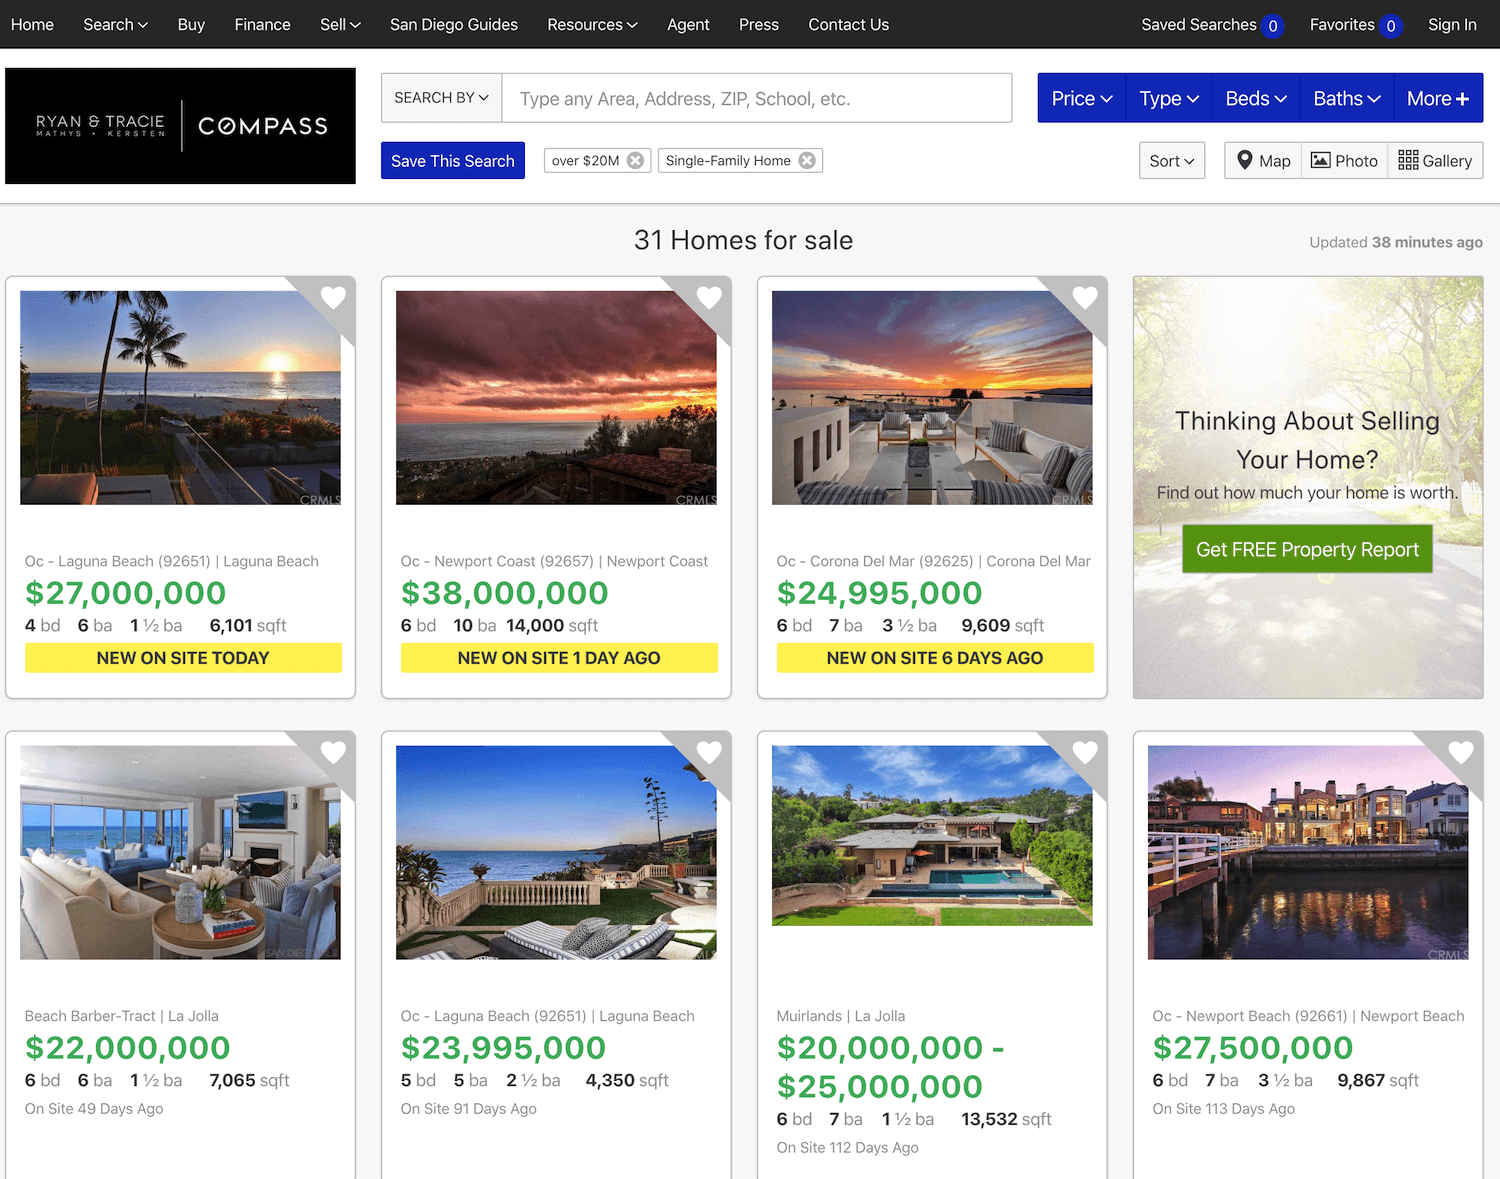 Home Search Buy Finance Sell San Diego Guides Resources Agent Press Contact Us Saved Searches 0 Favorites 0 Sign In
RYAN & TRACIE
MATHYS • KERSTEN
COMPASS
SEARCH BY Type any Area, Address, ZIP, School, etc.
Price Type Beds Baths More+
Save This Search over $20M Single-Family Home
Sort Map Photo Gallery
31 Homes for sale
Updated 38 minutes ago
CRMLS
Oc - Laguna Beach (92651) | Laguna Beach
$27,000,000
4 bd 6 ba 1 ½ ba 6,101 sqft
NEW ON SITE TODAY
CRMLS
Oc - Newport Coast (92657) | Newport Coast
$38,000,000
6 bd 10 ba 14,000 sqft
NEW ON SITE 1 DAY AGO
CRMLS
Oc - Corona Del Mar (92625) | Corona Del Mar
$24,995,000
6 bd 7 ba 3 ½ ba 9,609 sqft
NEW ON SITE 6 DAYS AGO
Thinking About Selling
Your Home?
Find out how much your home is worth.
Get FREE Property Report
Beach Barber-Tract | La Jolla
$22,000,000
6 bd 6 ba 1 ½ ba 7,065 sqft
On Site 49 Days Ago
CRMLS
Oc - Laguna Beach (92651) | Laguna Beach
$23,995,000
5 bd 5 ba 2 ½ ba 4,350 sqft
On Site 91 Days Ago
Muirlands | La Jolla
$20,000,000 -
$25,000,000
6 bd 7 ba 1 ½ ba 13,532 sqft
On Site 112 Days Ago
CRMLS
Oc - Newport Beach (92661) | Newport Beach
$27,500,000
6 bd 7 ba 3 ½ ba 9,867 sqft
On Site 113 Days Ago